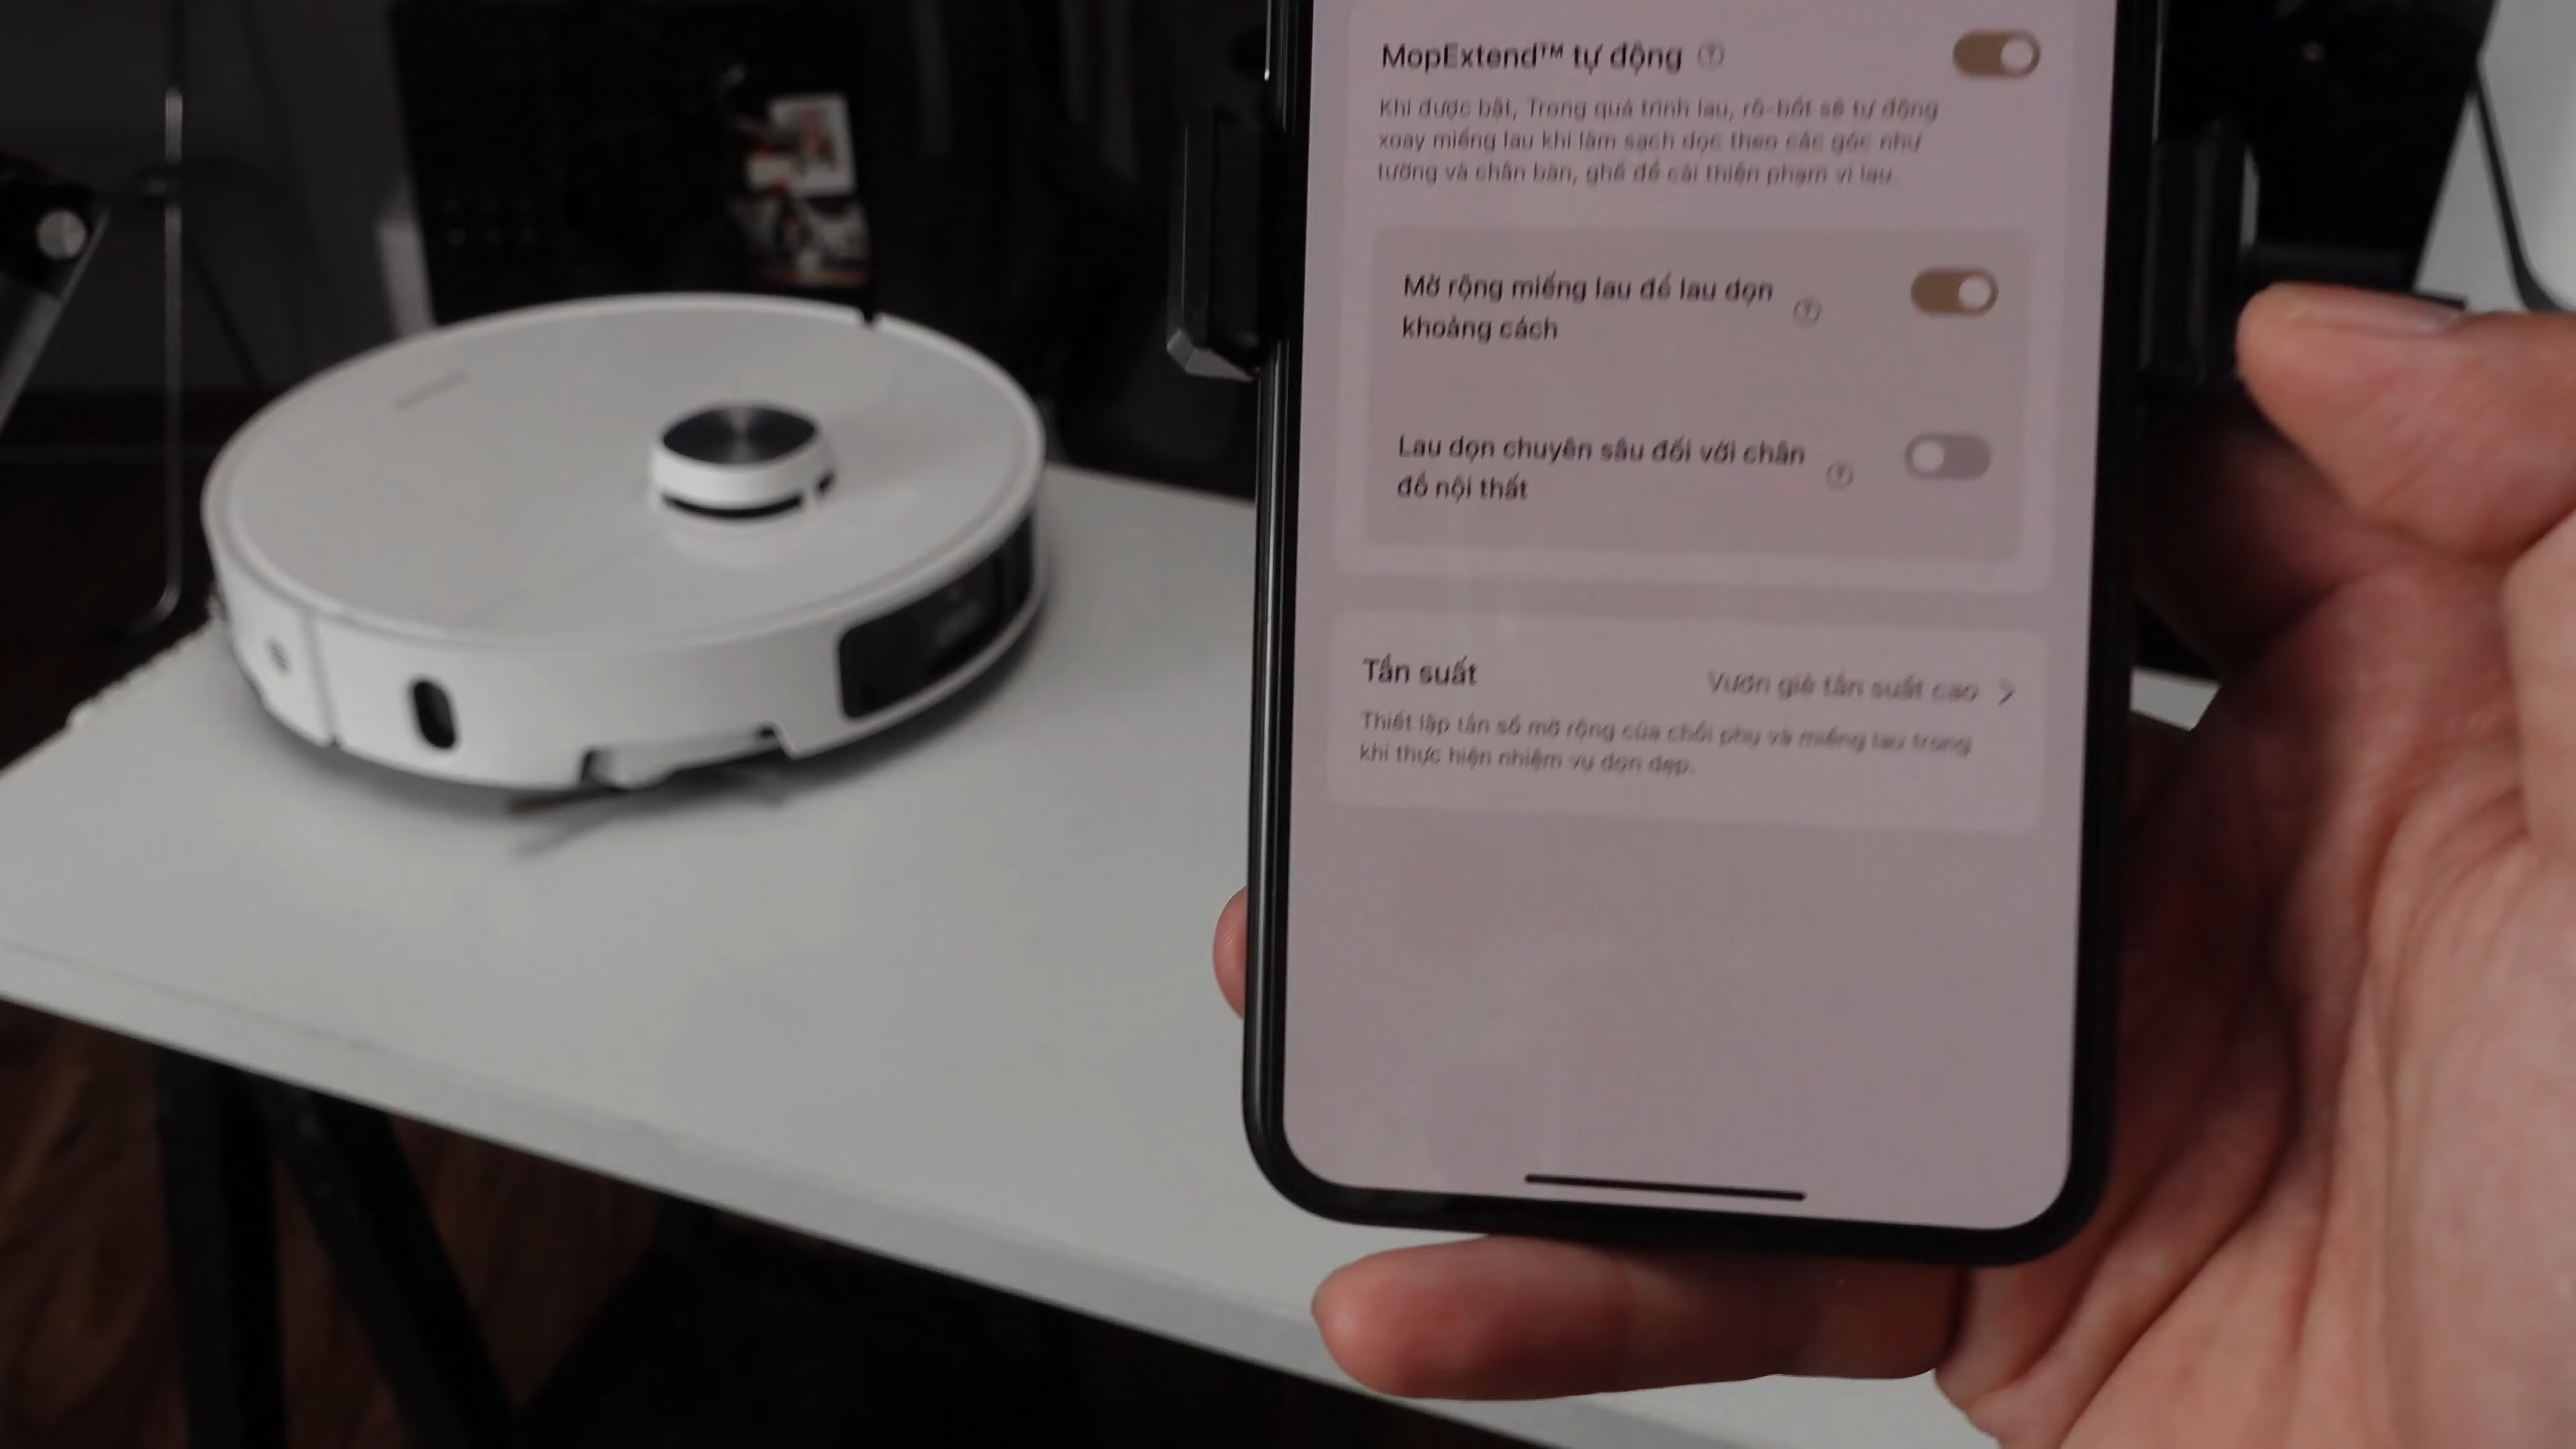 MopExtend™ tự động
Khi được bật, Trong quá trình lau, rô-bốt sẽ tự động
xoay miếng lau khi làm sạch dọc theo các góc như
tường và chân bàn, ghế để cải thiện phạm vi lau.
Mở rộng miếng lau để lau dọn
khoảng cách
Lau dọn chuyên sâu đối với chân
đồ nội thất
Tần suất
Vươn giẻ tần suất cao
Thiết lập tần số mở rộng của chổi phụ và miếng lau trong
khi thực hiện nhiệm vụ dọn dẹp.